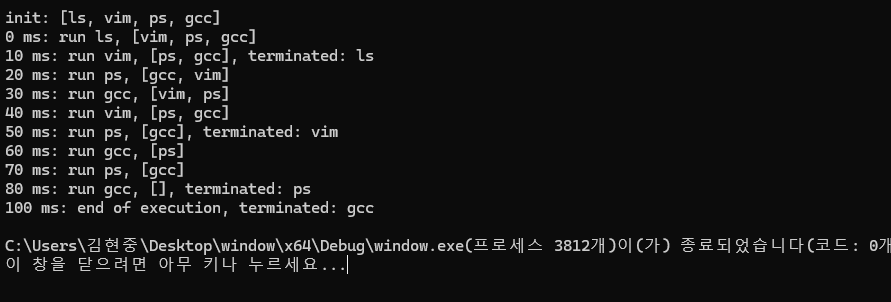 init: [ls, vim, ps, gcc]
0 ms: run ls, [vim, ps, gcc]
10 ms: run vim, [ps, gcc], terminated: ls
20 ms: run ps, [gcc, vim]
30 ms: run gcc, [vim, ps]
40 ms: run vim, [ps, gcc]
50 ms: run ps, [gcc], terminated: vim
60 ms: run gcc, [ps]
70 ms: run ps, [gcc]
80 ms: run gcc, [], terminated: ps
100 ms: end of execution, terminated: gcc
C:\Users\김현중\Desktop\window\x64\Debug\window.exe(프로세스 3812개)이(가) 종료되었습니다(코드: 0개
이 창을 닫으려면 아무 키나 누르세요...